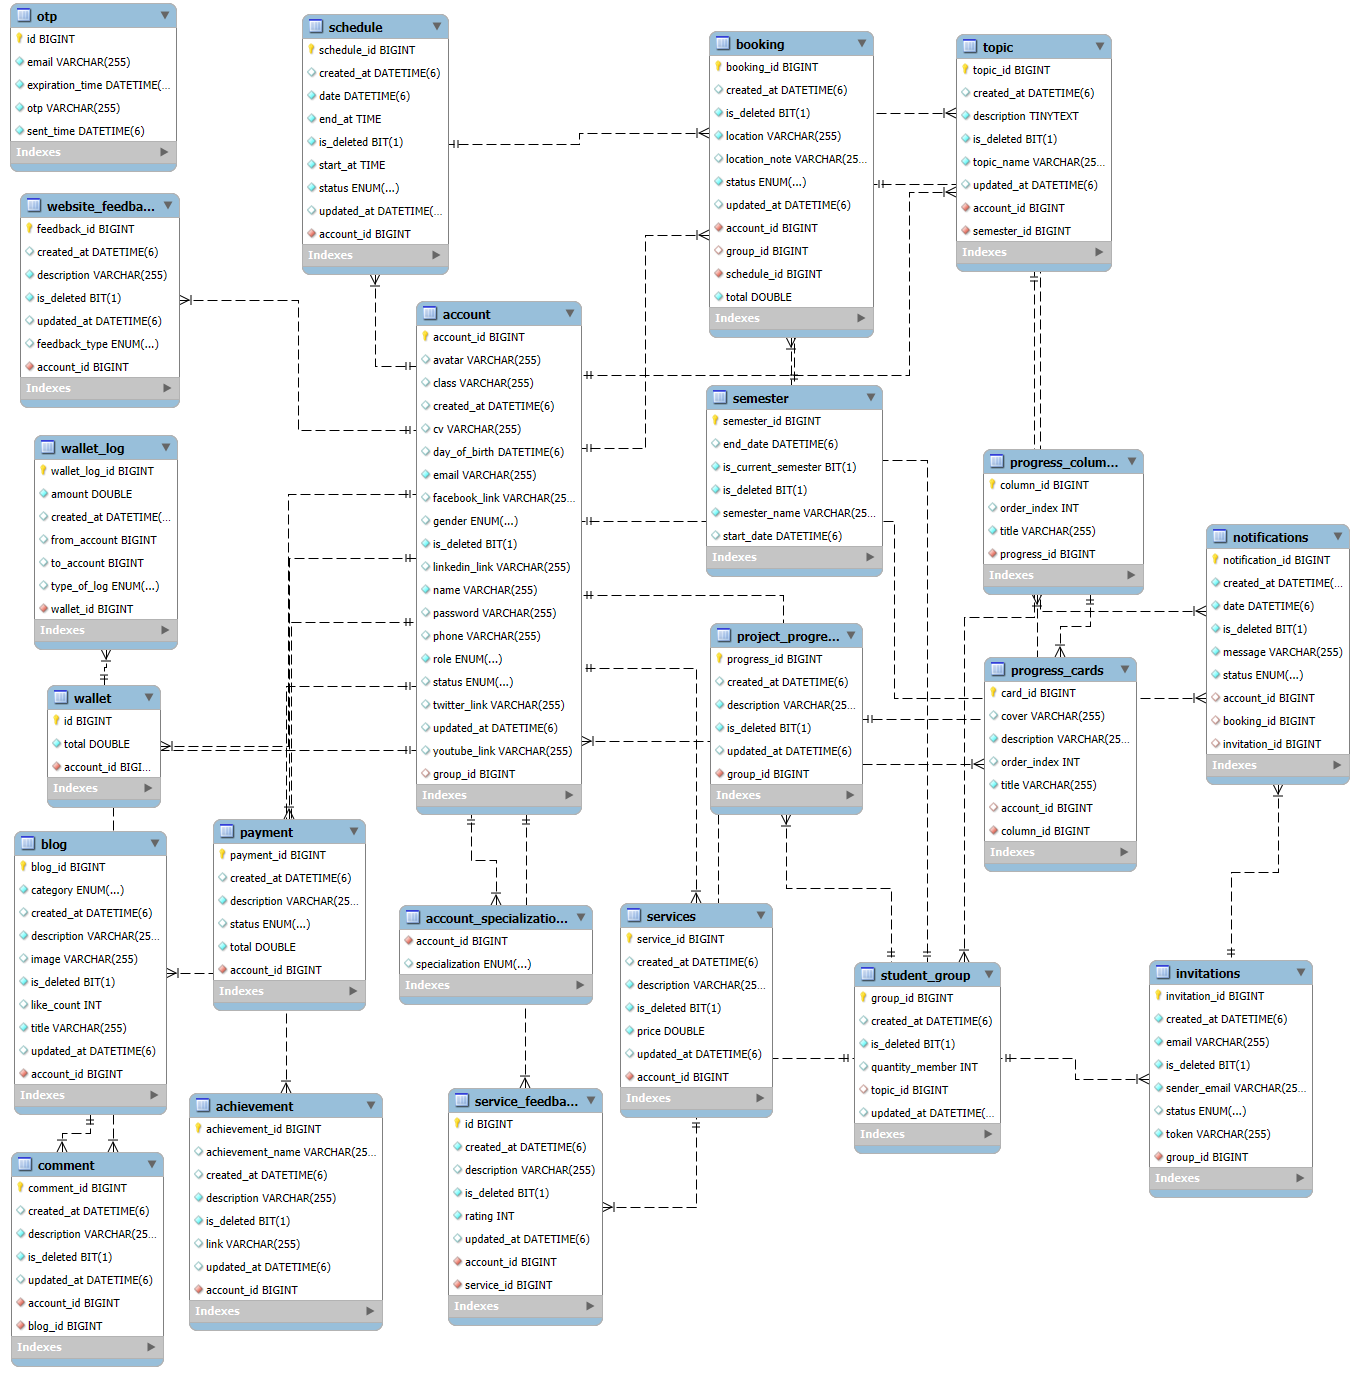 otp
id BIGINT
email VARCHAR(255)
expiration_time DATETIME(...
otp VARCHAR(255)
sent_time DATETIME(6)
Indexes
schedule
schedule_id BIGINT
created_at DATETIME(6)
date DATETIME(6)
end_at TIME
is_deleted BIT(1)
start_at TIME
status ENUM(...)
updated_at DATETIME(...
account_id BIGINT
Indexes
booking
booking_id BIGINT
created_at DATETIME(6)
is_deleted BIT(1)
location VARCHAR(255)
location_note VARCHAR(25...
status ENUM(...)
updated_at DATETIME(6)
account_id BIGINT
group_id BIGINT
schedule_id BIGINT
total DOUBLE
Indexes
topic
topic_id BIGINT
created_at DATETIME(6)
description TINYTEXT
is_deleted BIT(1)
topic_name VARCHAR(25...
updated_at DATETIME(6)
account_id BIGINT
semester_id BIGINT
Indexes
website_feedba...
feedback_id BIGINT
created_at DATETIME(6)
description VARCHAR(255)
is_deleted BIT(1)
updated_at DATETIME(6)
feedback_type ENUM(...)
account_id BIGINT
Indexes
account
account_id BIGINT
avatar VARCHAR(255)
class VARCHAR(255)
created_at DATETIME(6)
cv VARCHAR(255)
day_of_birth DATETIME(6)
email VARCHAR(255)
facebook_link VARCHAR(25...
gender ENUM(...)
is_deleted BIT(1)
linkedin_link VARCHAR(255)
name VARCHAR(255)
password VARCHAR(255)
phone VARCHAR(255)
role ENUM(...)
status ENUM(...)
twitter_link VARCHAR(255)
updated_at DATETIME(6)
youtube_link VARCHAR(255)
group_id BIGINT
Indexes
semester
semester_id BIGINT
end_date DATETIME(6)
is_current_semester BIT(1)
is_deleted BIT(1)
semester_name VARCHAR(25...
start_date DATETIME(6)
Indexes
wallet_log
wallet_log_id BIGINT
amount DOUBLE
created_at DATETIME(...
from_account BIGINT
to_account BIGINT
type_of_log ENUM(...)
wallet_id BIGINT
Indexes
progress_colum...
column_id BIGINT
order_index INT
title VARCHAR(255)
progress_id BIGINT
Indexes
notifications
notification_id BIGINT
created_at DATETIME(...
date DATETIME(6)
is_deleted BIT(1)
message VARCHAR(255)
status ENUM(...)
account_id BIGINT
booking_id BIGINT
invitation_id BIGINT
Indexes
project_progre...
progress_id BIGINT
created_at DATETIME(6)
description VARCHAR(25...
is_deleted BIT(1)
updated_at DATETIME(6)
group_id BIGINT
Indexes
progress_cards
card_id BIGINT
cover VARCHAR(255)
description VARCHAR(25...
order_index INT
title VARCHAR(255)
account_id BIGINT
column_id BIGINT
Indexes
wallet
id BIGINT
total DOUBLE
account_id BIGI...
Indexes
blog
blog_id BIGINT
category ENUM(...)
created_at DATETIME(6)
description VARCHAR(25...
image VARCHAR(255)
is_deleted BIT(1)
like_count INT
title VARCHAR(255)
updated_at DATETIME(6)
account_id BIGINT
Indexes
payment
payment_id BIGINT
created_at DATETIME(6)
description VARCHAR(25...
status ENUM(...)
total DOUBLE
account_id BIGINT
Indexes
account_specializatio...
account_id BIGINT
specialization ENUM(...)
Indexes
services
service_id BIGINT
created_at DATETIME(6)
description VARCHAR(25...
is_deleted BIT(1)
price DOUBLE
updated_at DATETIME(6)
account_id BIGINT
Indexes
student_group
group_id BIGINT
created_at DATETIME(6)
is_deleted BIT(1)
quantity_member INT
topic_id BIGINT
updated_at DATETIME(...
Indexes
invitations
invitation_id BIGINT
created_at DATETIME(6)
email VARCHAR(255)
is_deleted BIT(1)
sender_email VARCHAR(25...
status ENUM(...)
token VARCHAR(255)
group_id BIGINT
Indexes
comment
comment_id BIGINT
created_at DATETIME(6)
description VARCHAR(25...
is_deleted BIT(1)
updated_at DATETIME(6)
account_id BIGINT
blog_id BIGINT
Indexes
achievement
achievement_id BIGINT
achievement_name VARCHAR(25...
created_at DATETIME(6)
description VARCHAR(255)
is_deleted BIT(1)
link VARCHAR(255)
updated_at DATETIME(6)
account_id BIGINT
Indexes
service_feedba...
id BIGINT
created_at DATETIME(6)
description VARCHAR(255)
is_deleted BIT(1)
rating INT
updated_at DATETIME(6)
account_id BIGINT
service_id BIGINT
Indexes